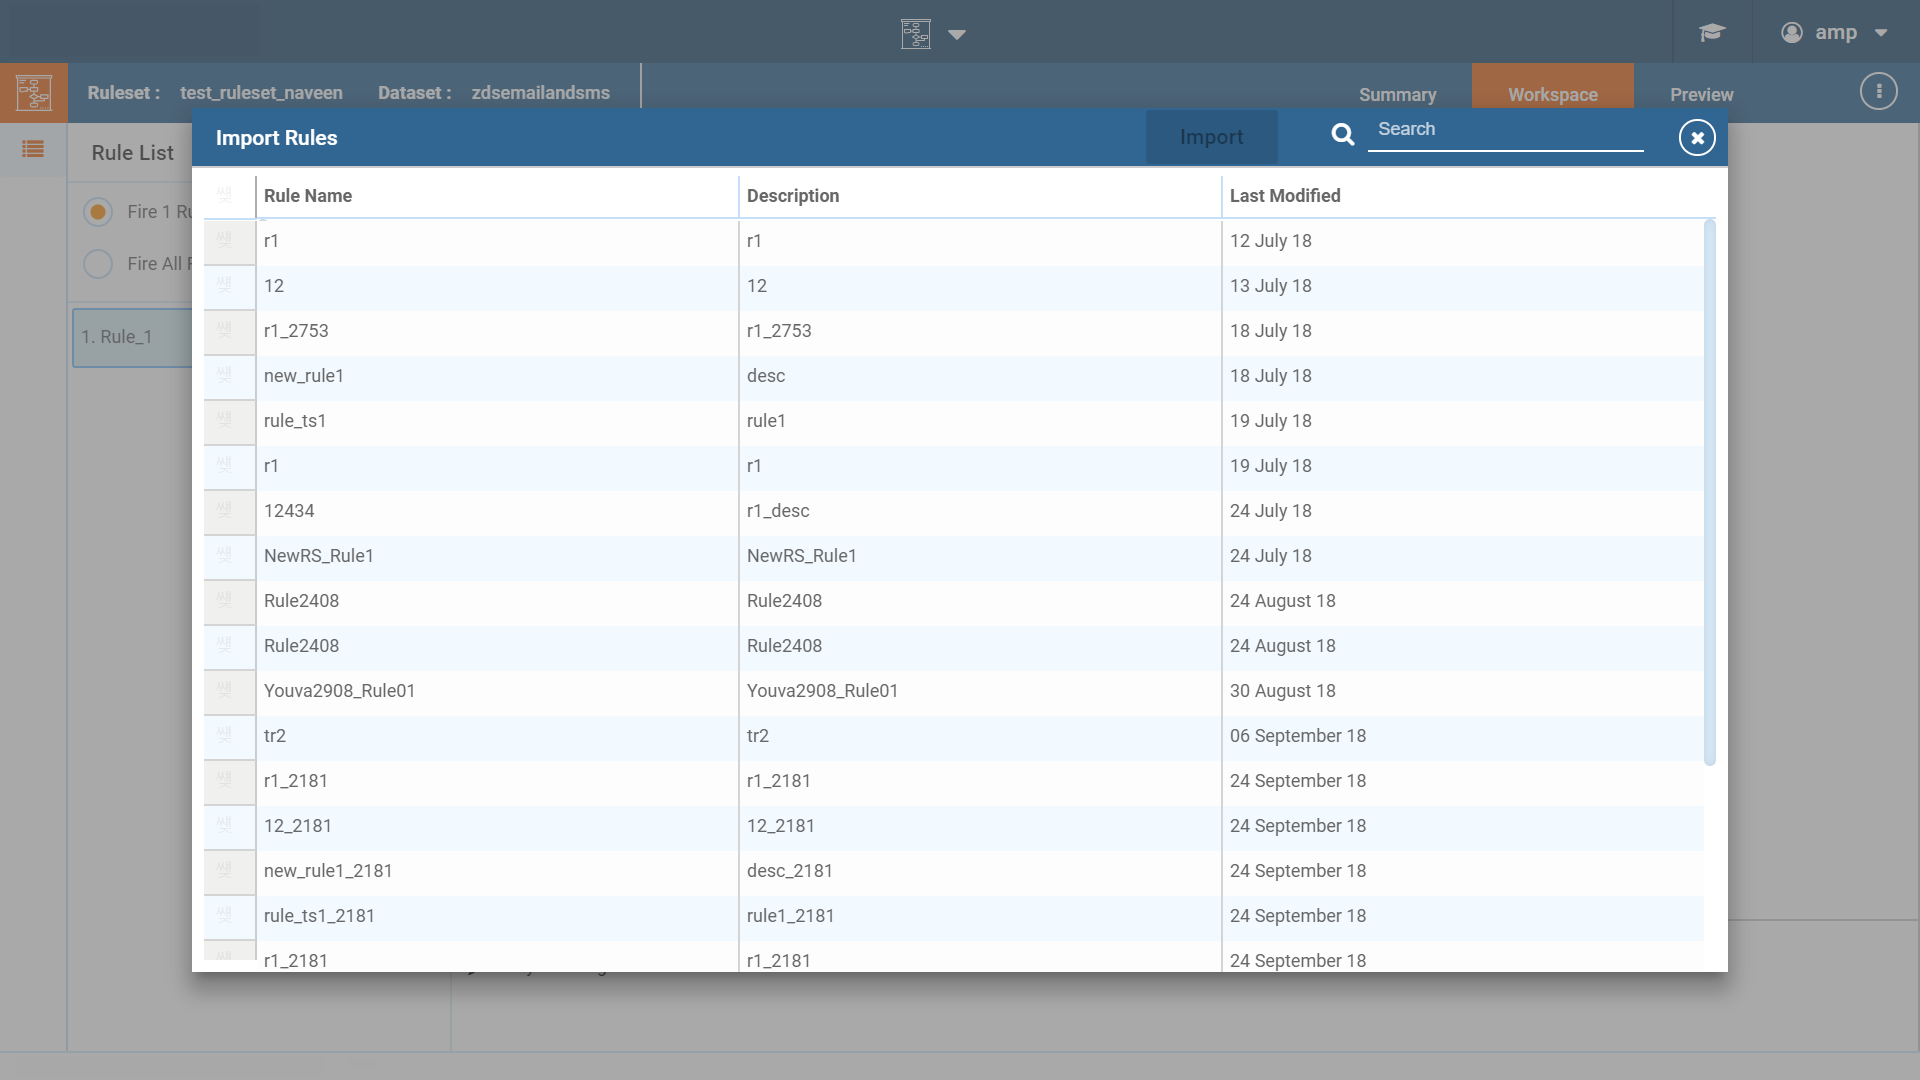 amp
Ruleset : test_ruleset_naveen Dataset : zdsemailandsms
Summary Workspace Preview
Import Rules Import Search
Rule List
Fire 1
Fire All
1. Rule_1
Rule Name Description Last Modified
r1 r1 12 July 18
12 12 13 July 18
r1_2753 r1_2753 18 July 18
new_rule1 desc 18 July 18
rule_ts1 rule1 19 July 18
r1 r1 19 July 18
12434 r1_desc 24 July 18
NewRS_Rule1 NewRS_Rule1 24 July 18
Rule2408 Rule2408 24 August 18
Rule2408 Rule2408 24 August 18
Youva2908_Rule01 Youva2908_Rule01 30 August 18
tr2 tr2 06 September 18
r1_2181 r1_2181 24 September 18
12_2181 12_2181 24 September 18
new_rule1_2181 desc_2181 24 September 18
rule_ts1_2181 rule1_2181 24 September 18
r1_2181 r1_2181 24 September 18